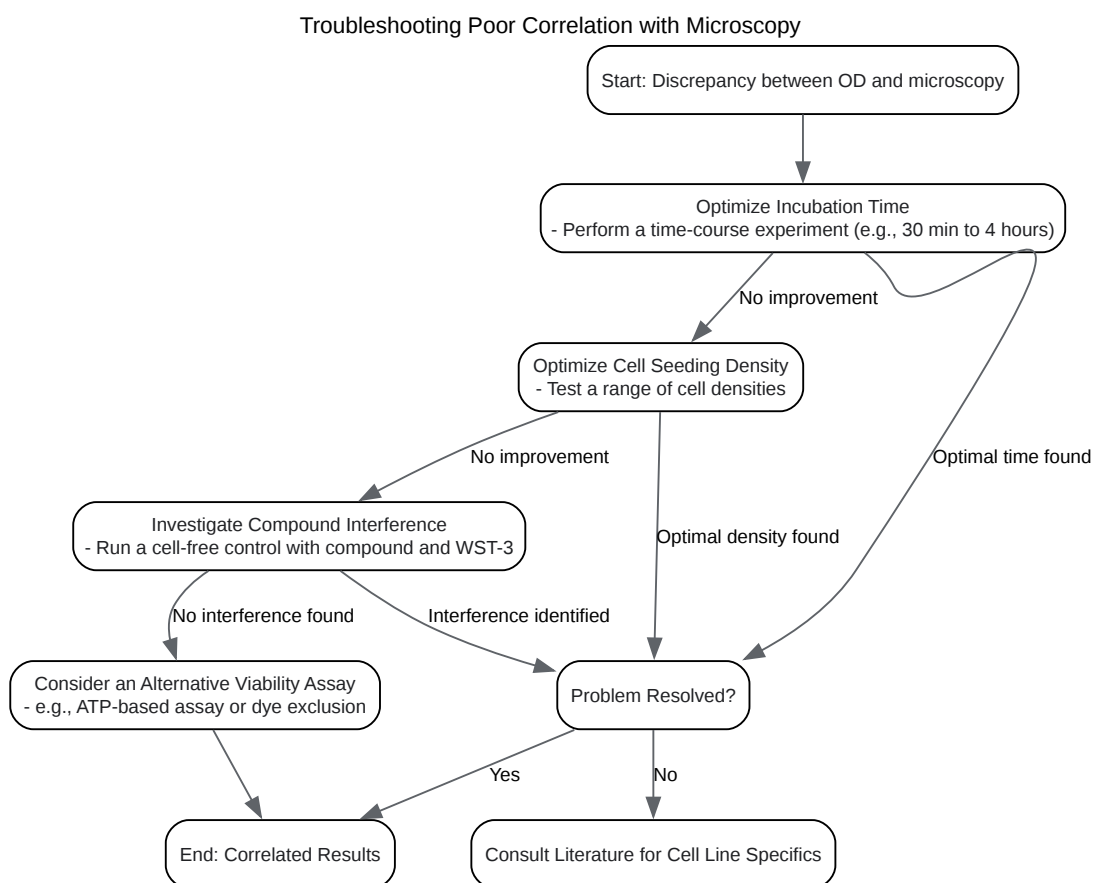 Troubleshooting Poor Correlation with Microscopy
Start: Discrepancy between OD and microscopy
Optimize Incubation Time
- Perform a time-course experiment (e.g., 30 min to 4 hours)
No improvement
Optimize Cell Seeding Density
- Test a range of cell densities
No improvement
Optimal time found
Investigate Compound Interference
- Run a cell-free control with compound and WST-3
Optimal density found
No interference found
Interference identified
Consider an Alternative Viability Assay
- e.g., ATP-based assay or dye exclusion
Problem Resolved?
Yes
No
End: Correlated Results
Consult Literature for Cell Line Specifics